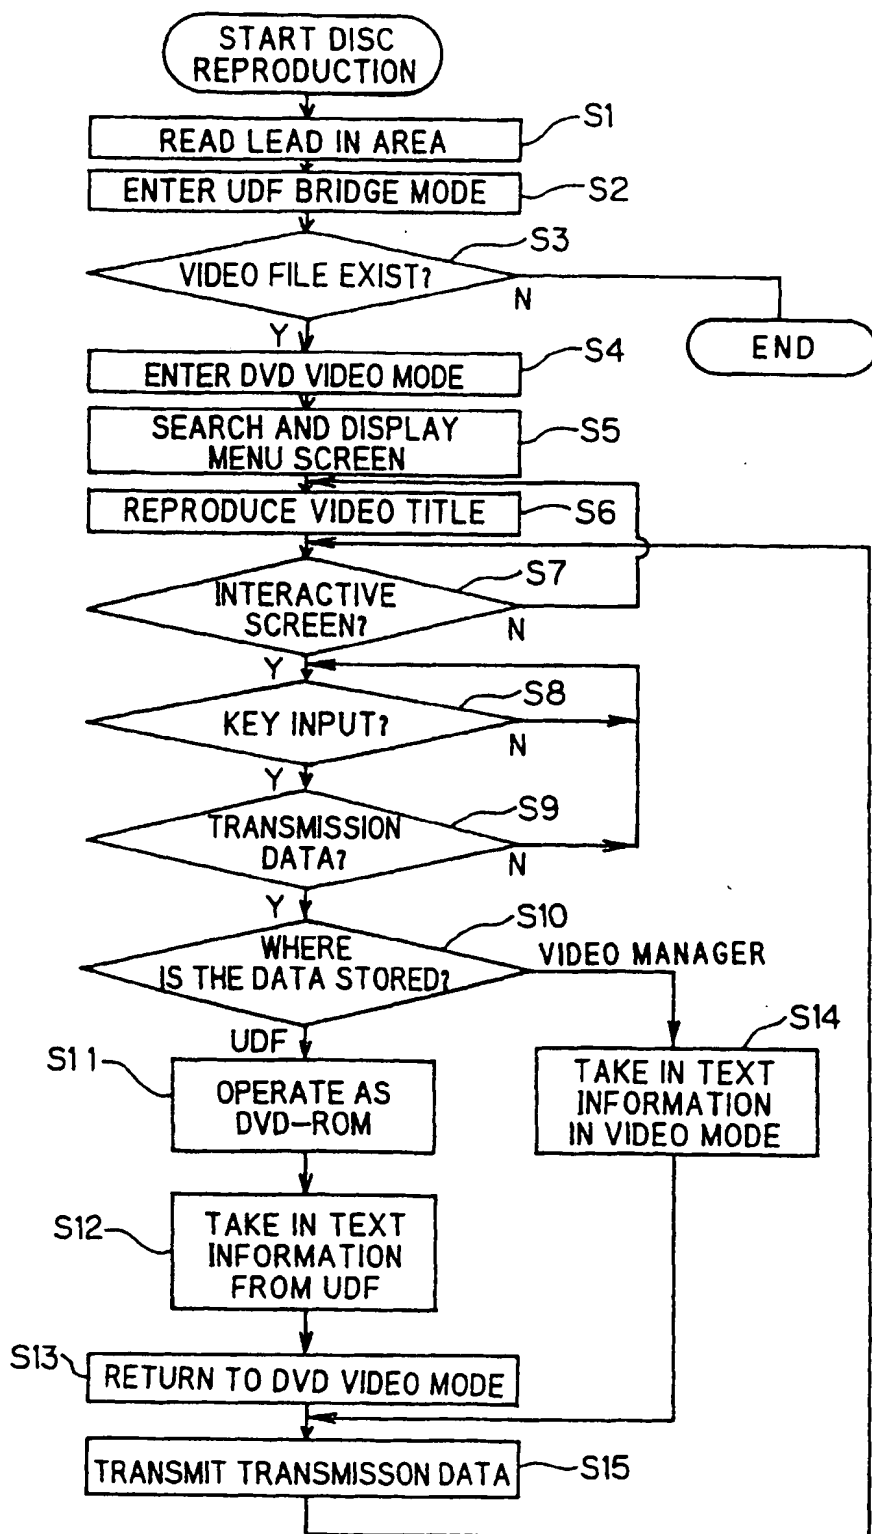 START DISC
REPRODUCTION
S1
READ LEAD IN AREA
ENTER UDF BRIDGE MODE
S2
S3
VIDEO FILE EXIST?
N
Y
END
S4
ENTER DVD VIDEO MODE
SEARCH AND DISPLAY
MENU SCREEN
S5
REPRODUCE VIDEO TITLE
S6
S7
INTERACTIVE
SCREEN?
N
Y
S8
KEY INPUT?
N
Y
S9
TRANSMISSION
DATA?
N
Y
S10
WHERE
IS THE DATA STORED?
VIDEO MANAGER
UDF
S11
OPERATE AS
DVD-ROM
S14
TAKE IN TEXT
INFORMATION
IN VIDEO MODE
S12
TAKE IN TEXT
INFORMATION
FROM UDF
S13
RETURN TO DVD VIDEO MODE
TRANSMIT TRANSMISSON DATA
S15